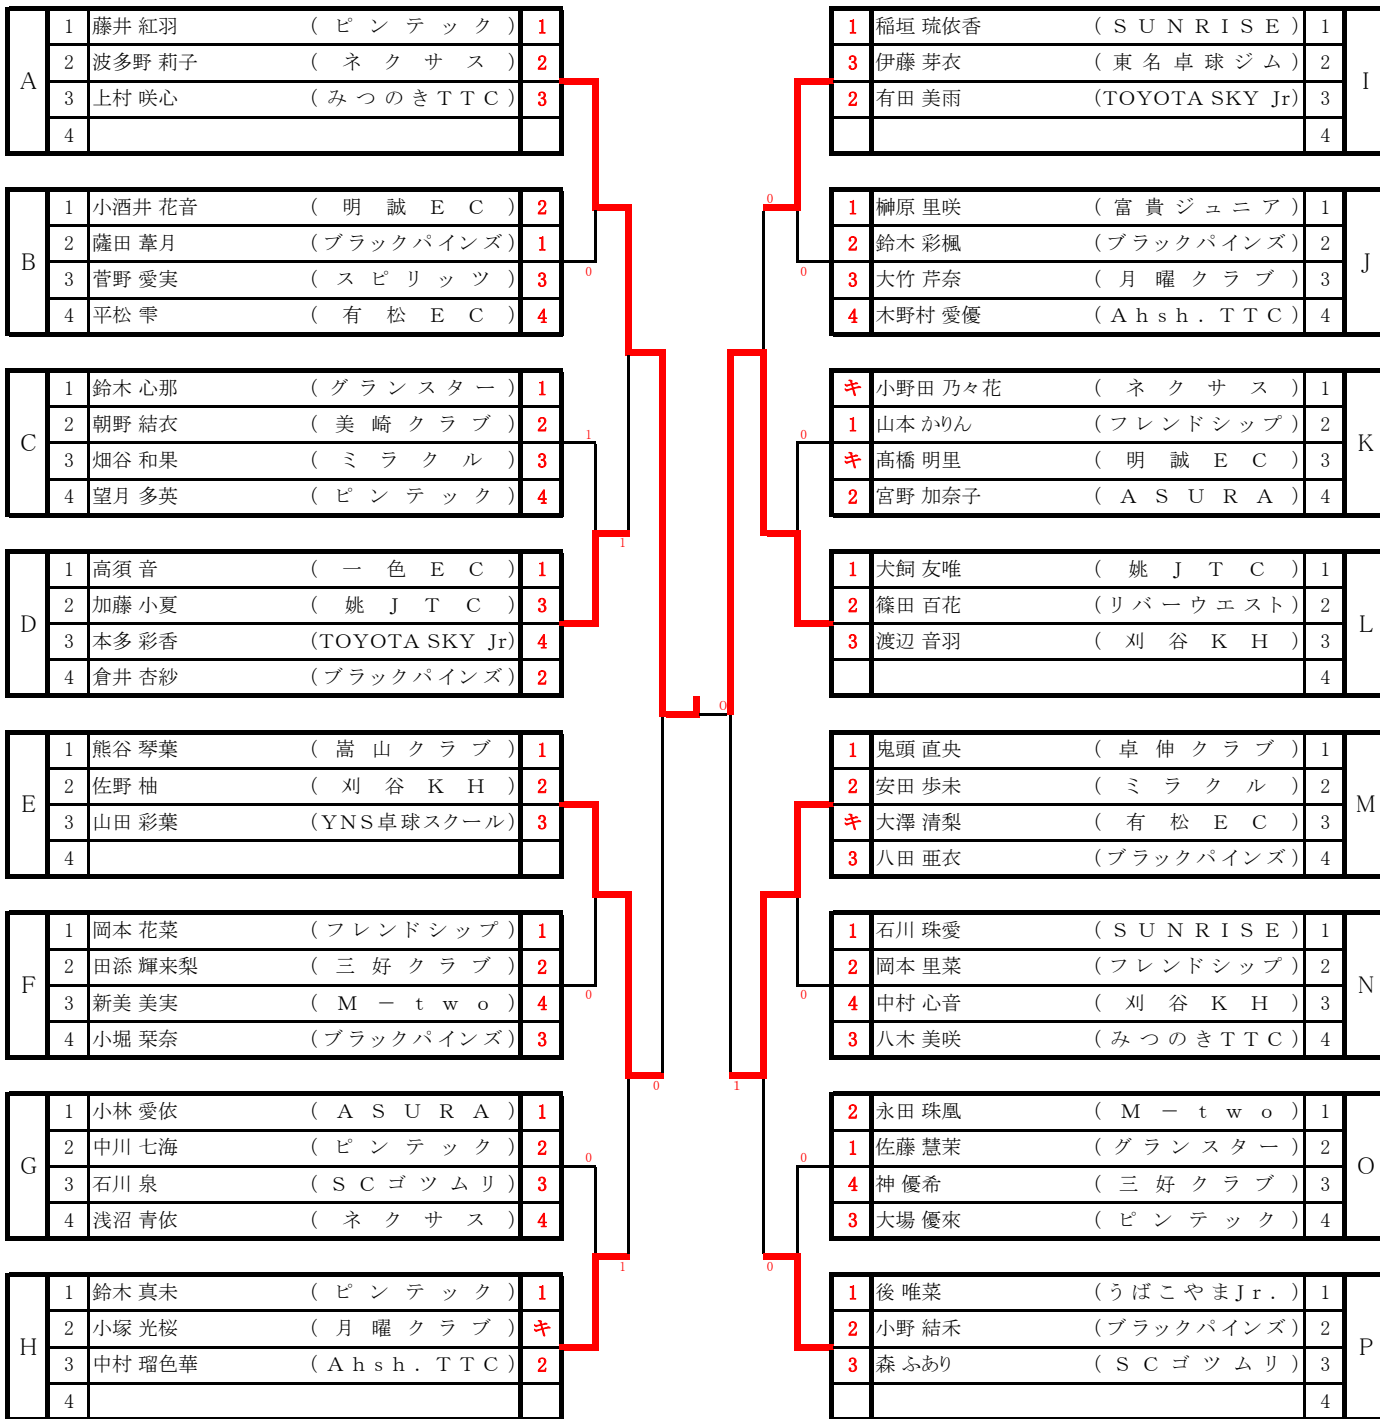 A
1 藤井 紅羽 (ピンテック) 1
2 波多野 莉子 (ネクサス) 2
3 上村 咲心 (みつのきTTC) 3
4
B
1 小酒井 花音 (明誠EC) 2
2 薩田 葦月 (ブラックパインズ) 1
3 菅野 愛実 (スピリッツ) 3
4 平松 雫 (有松EC) 4
0
C
1 鈴木 心那 (グランスター) 1
2 朝野 結衣 (美崎クラブ) 2
3 畑谷 和果 (ミラクル) 3
4 望月 多英 (ピンテック) 4
1
1
D
1 高須 音 (一色EC) 1
2 加藤 小夏 (姚JTC) 3
3 本多 彩香 (TOYOTA SKY Jr) 4
4 倉井 杏紗 (ブラックパインズ) 2
E
1 熊谷 琴葉 (嵩山クラブ) 1
2 佐野 柚 (刈谷KH) 2
3 山田 彩葉 (YNS卓球スクール) 3
4
F
1 岡本 花菜 (フレンドシップ) 1
2 田添 輝来梨 (三好クラブ) 2
3 新美 美実 (M－two) 4
4 小堀 栞奈 (ブラックパインズ) 3
0
0
G
1 小林 愛依 (ASURA) 1
2 中川 七海 (ピンテック) 2
3 石川 泉 (SCゴツムリ) 3
4 浅沼 青依 (ネクサス) 4
0
1
H
1 鈴木 真未 (ピンテック) 1
2 小塚 光桜 (月曜クラブ) キ
3 中村 瑠色華 (Ahsh.TTC) 2
4
0
1 稲垣 琉依香 (SUNRISE) 1
3 伊藤 芽衣 (東名卓球ジム) 2
2 有田 美雨 (TOYOTA SKY Jr) 3
4
I
0
1 榊原 里咲 (富貴ジュニア) 1
2 鈴木 彩楓 (ブラックパインズ) 2
3 大竹 芹奈 (月曜クラブ) 3
4 木野村 愛優 (Ahsh.TTC) 4
J
0
キ 小野田 乃々花 (ネクサス) 1
1 山本 かりん (フレンドシップ) 2
キ 髙橋 明里 (明誠EC) 3
2 宮野 加奈子 (ASURA) 4
K
0
1 犬飼 友唯 (姚JTC) 1
2 篠田 百花 (リバーウエスト) 2
3 渡辺 音羽 (刈谷KH) 3
4
L
1 鬼頭 直央 (卓伸クラブ) 1
2 安田 歩未 (ミラクル) 2
キ 大澤 清梨 (有松EC) 3
3 八田 亜衣 (ブラックパインズ) 4
M
1 石川 珠愛 (SUNRISE) 1
2 岡本 里菜 (フレンドシップ) 2
4 中村 心音 (刈谷KH) 3
3 八木 美咲 (みつのきTTC) 4
N
0
1
2 永田 珠凰 (M－two) 1
1 佐藤 慧茉 (グランスター) 2
4 神 優希 (三好クラブ) 3
3 大場 優來 (ピンテック) 4
O
0
0
1 後 唯菜 (うばこやまJr.) 1
2 小野 結禾 (ブラックパインズ) 2
3 森 ふあり (SCゴツムリ) 3
4
P